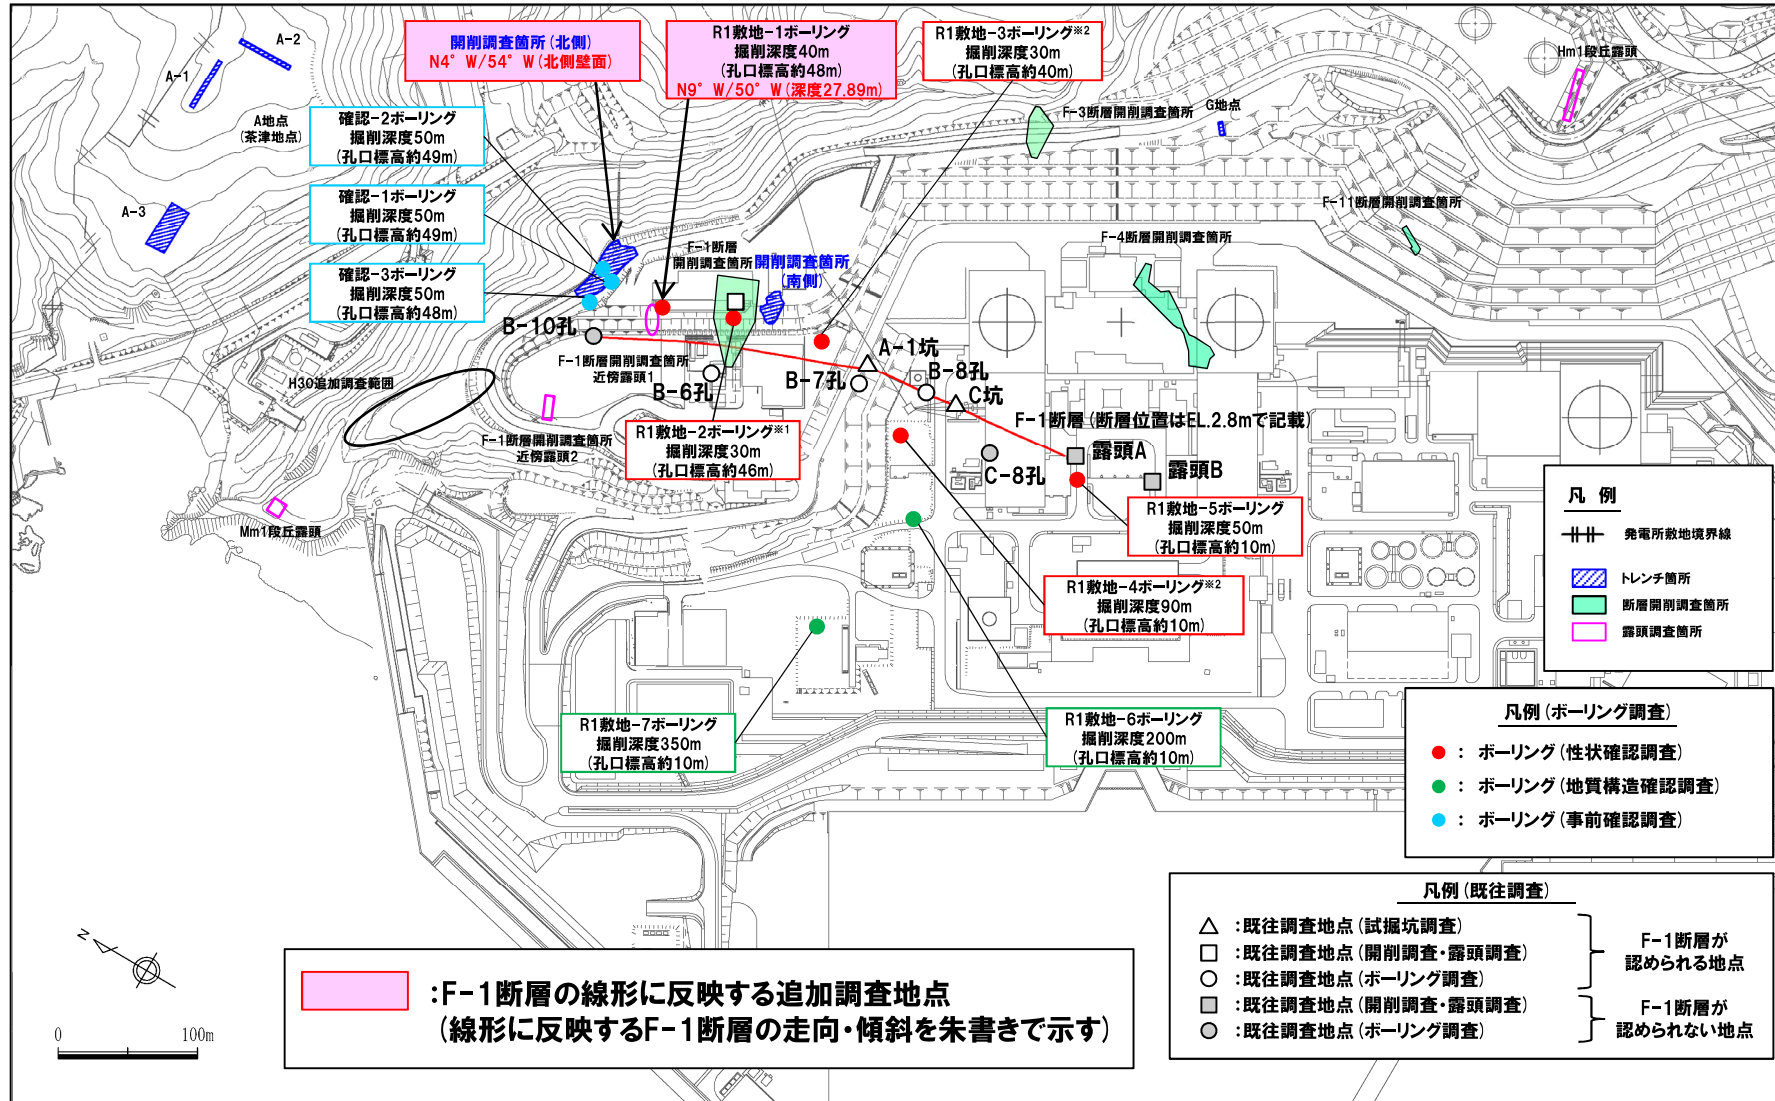 A-2
A-1
A地点
(茶津地点)
A-3
開削調査箇所(北側)
N4°W/54°W(北側壁面)
R1敷地-1ボーリング
掘削深度40m
(孔口標高約48m)
N9°W/50°W(深度27.89m)
R1敷地-3ボーリング※2
掘削深度30m
(孔口標高約40m)
Hm1段丘露頭
G地点
F-3断層開削調査箇所
F-11断層開削調査箇所
F-4断層開削調査箇所
確認-2ボーリング
掘削深度50m
(孔口標高約49m)
確認-1ボーリング
掘削深度50m
(孔口標高約49m)
確認-3ボーリング
掘削深度50m
(孔口標高約48m)
F-1断層
開削調査箇所
開削調査箇所
(南側)
B-10孔
F-1断層開削調査箇所
近傍露頭1
B-6孔
B-7孔
A-1坑
B-8孔
C坑
F-1断層(断層位置はEL.2.8mで記載)
H30追加調査範囲
F-1断層開削調査箇所
近傍露頭2
Mm1段丘露頭
R1敷地-2ボーリング※1
掘削深度30m
(孔口標高約46m)
C-8孔
露頭A
露頭B
R1敷地-5ボーリング
掘削深度50m
(孔口標高約10m)
R1敷地-4ボーリング※2
掘削深度90m
(孔口標高約10m)
R1敷地-7ボーリング
掘削深度350m
(孔口標高約10m)
R1敷地-6ボーリング
掘削深度200m
(孔口標高約10m)
凡 例
発電所敷地境界線
トレンチ箇所
断層開削調査箇所
露頭調査箇所
凡例(ボーリング調査)
: ボーリング(性状確認調査)
: ボーリング(地質構造確認調査)
: ボーリング(事前確認調査)
凡例(既往調査)
:既往調査地点(試掘坑調査)
:既往調査地点(開削調査・露頭調査)
:既往調査地点(ボーリング調査)
F-1断層が
認められる地点
:既往調査地点(開削調査・露頭調査)
:既往調査地点(ボーリング調査)
F-1断層が
認められない地点
N
0 100m
:F-1断層の線形に反映する追加調査地点
(線形に反映するF-1断層の走向・傾斜を朱書きで示す)